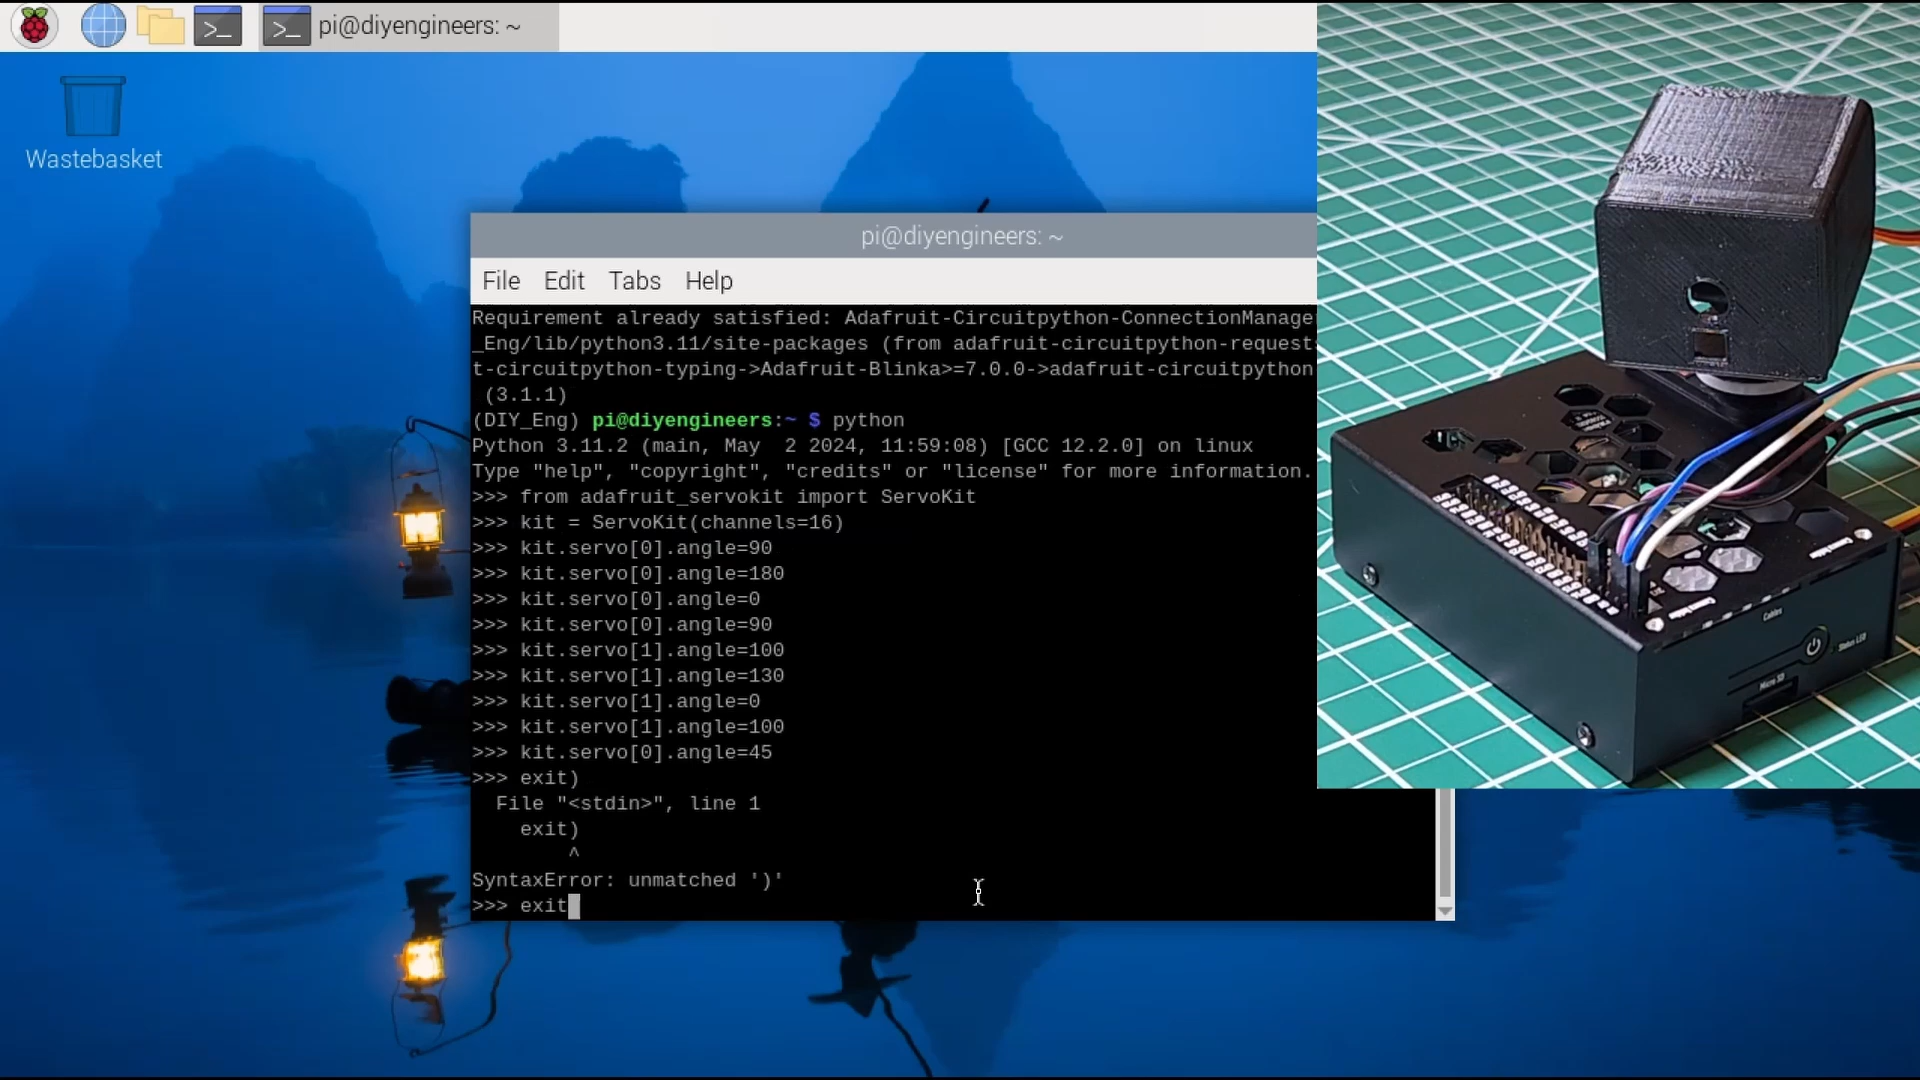 pi@diyengineers: ~
Wastebasket
pi@diyengineers: ~
File Edit Tabs Help
Requirement already satisfied: Adafruit-Circuitpython-ConnectionManage
_Eng/lib/python3.11/site-packages (from adafruit-circuitpython-request
t-circuitpython-typing->Adafruit-Blinka>=7.0.0->adafruit-circuitpython
(3.1.1)
(DIY_Eng) pi@diyengineers:~ $ python
Python 3.11.2 (main, May  2 2024, 11:59:08) [GCC 12.2.0] on linux
Type "help", "copyright", "credits" or "license" for more information.
>>> from adafruit_servokit import ServoKit
>>> kit = ServoKit(channels=16)
>>> kit.servo[0].angle=90
>>> kit.servo[0].angle=180
>>> kit.servo[0].angle=0
>>> kit.servo[0].angle=90
>>> kit.servo[1].angle=100
>>> kit.servo[1].angle=130
>>> kit.servo[1].angle=0
>>> kit.servo[1].angle=100
>>> kit.servo[0].angle=45
>>> exit)
File "<stdin>", line 1
exit)
^
SyntaxError: unmatched ')'
>>> exit
Cables
Status LED
Micro SD